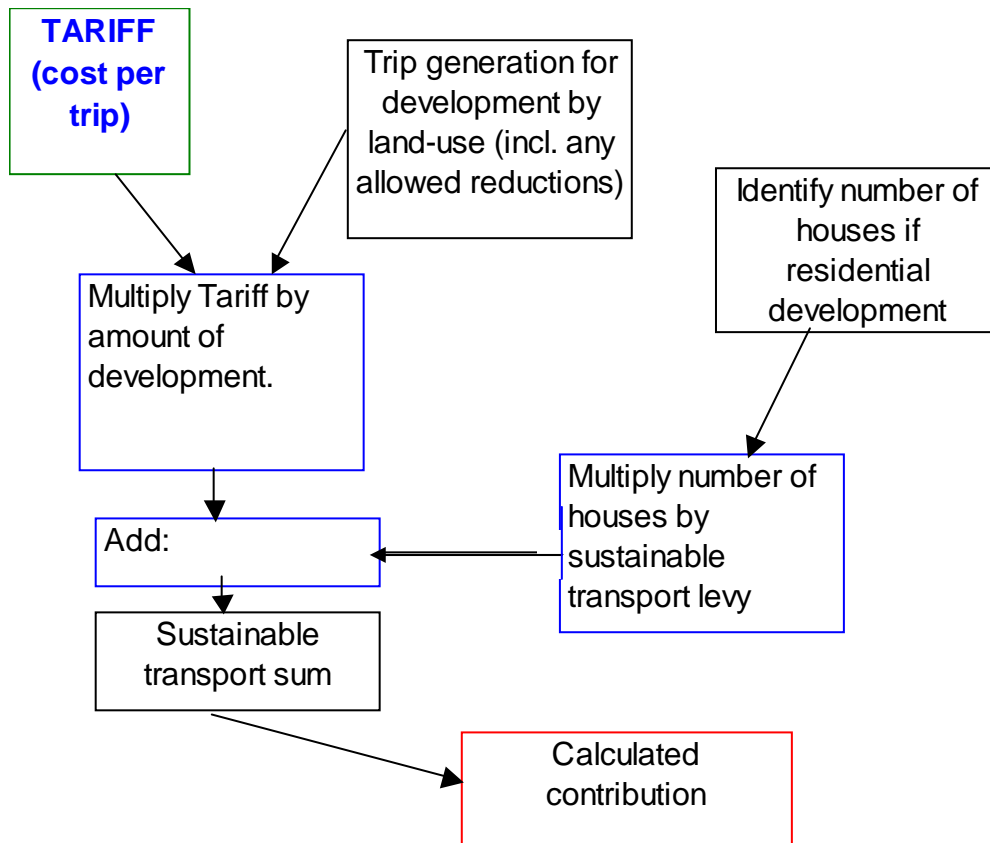 TARIFF
(cost per
trip)
Trip generation for
development by
land-use (incl. any
allowed reductions)
Identify number of
houses if
residential
development
Multiply Tariff by
amount of
development.
Multiply number of
houses by
sustainable
transport levy
Add:
Sustainable
transport sum
Calculated
contribution